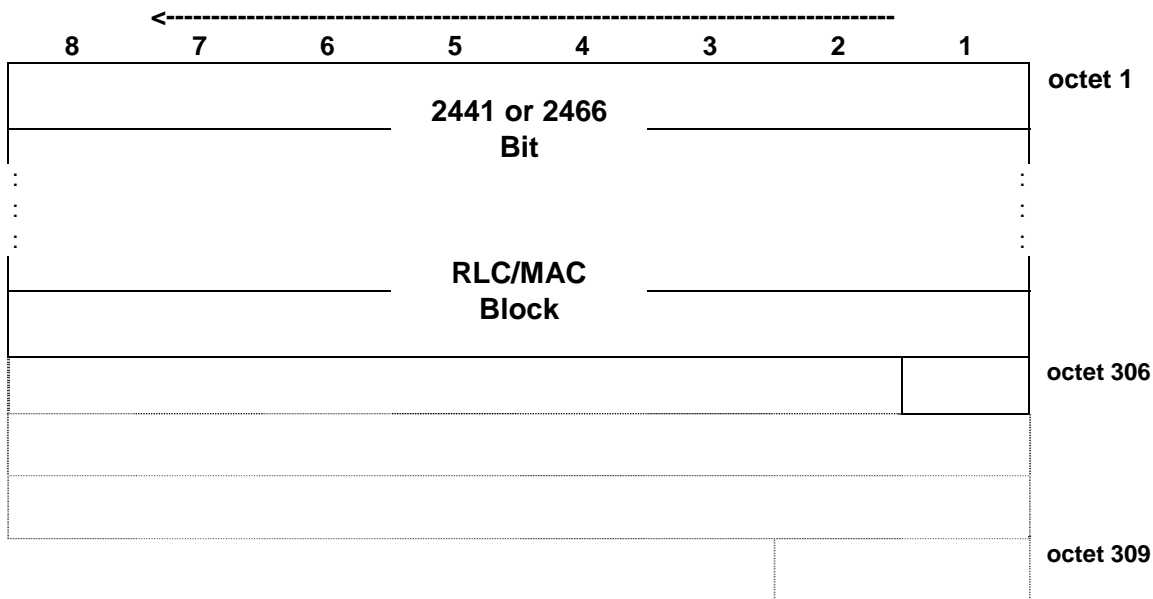 <--------------------------------------------------------------------------------
8 7 6 5 4 3 2 1
octet 1
2441 or 2466
Bit
: :
: :
: :
RLC/MAC
Block
octet 306
octet 309